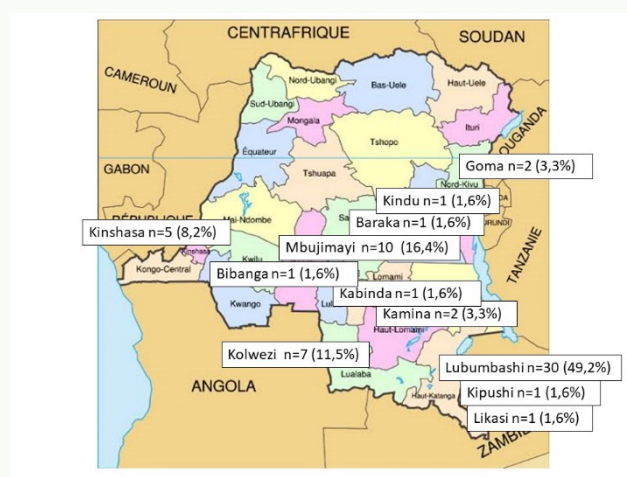 CENTRAFRIQUE
SOUDAN
CAMEROUN
Nord-Ubangi
Bas-Uele
Haut-Uele
Sud-Ubangi
Mongala
Ituri
OUGANDA
Tshopo
Équateur
GABON
Tshuapa
Goma n=2 (3,3%)
Nord-Kivu
Kindu n=1 (1,6%)
RÉPUBLIQUE
Mai-Ndombe
Baraka n=1 (1,6%)
Kinshasa n=5 (8,2%)
Mbujimayi n=10 (16,4%)
TANZANIE
Kinshasa
Kwilu
Kongo-Central
Bibanga n=1 (1,6%)
Lomami
Kwango
Kabinda n=1 (1,6%)
Kamina n=2 (3,3%)
Haut-Lomami
Kolwezi n=7 (11,5%)
Lubumbashi n=30 (49,2%)
Lualaba
ANGOLA
Kipushi n=1 (1,6%)
Haut-Katanga
Likasi n=1 (1,6%)